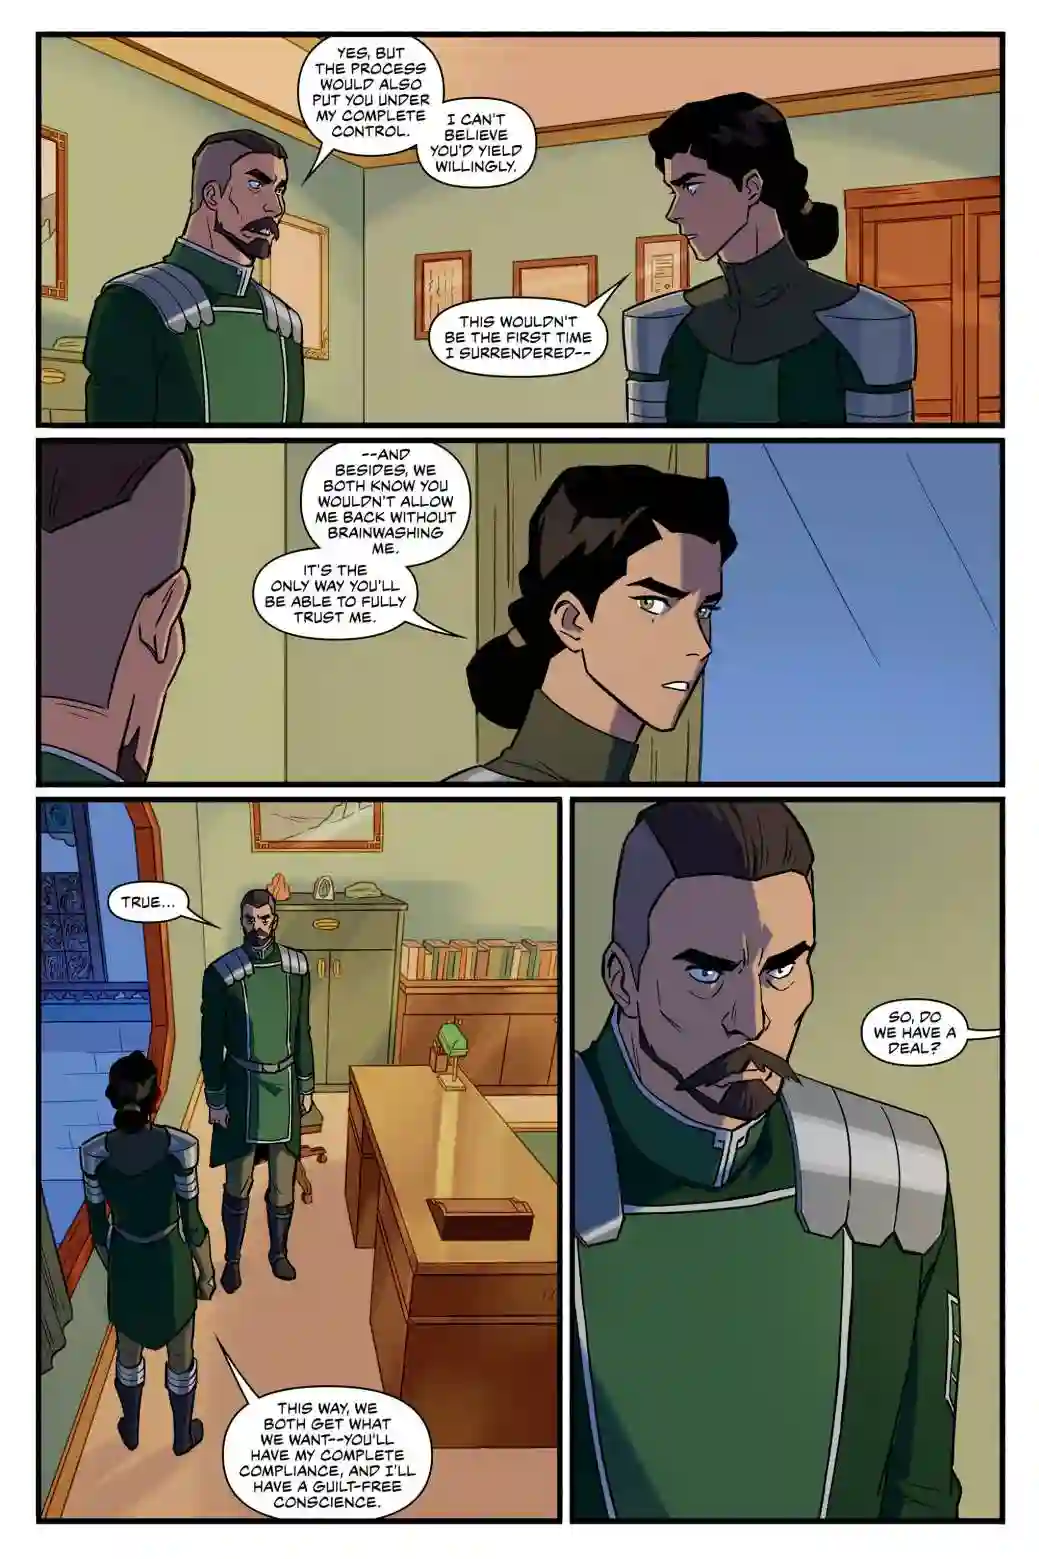 YES, BUT
THE PROCESS
WOULD ALSO
PUT YOU UNDER
MY COMPLETE
CONTROL.
I CAN'T
BELIEVE
YOU'D YIELD
WILLINGLY.
THIS WOULDN'T
BE THE FIRST TIME
I SURRENDERED--
--AND
BESIDES, WE
BOTH KNOW YOU
WOULDN'T ALLOW
ME BACK WITHOUT
BRAINWASHING
ME.
IT'S THE
ONLY WAY YOU'LL
BE ABLE TO FULLY
TRUST ME.
TRUE...
THIS WAY, WE
BOTH GET WHAT
WE WANT--YOU'LL
HAVE MY COMPLETE
COMPLIANCE, AND I'LL
HAVE A GUILT-FREE
CONSCIENCE.
SO, DO
WE HAVE A
DEAL?